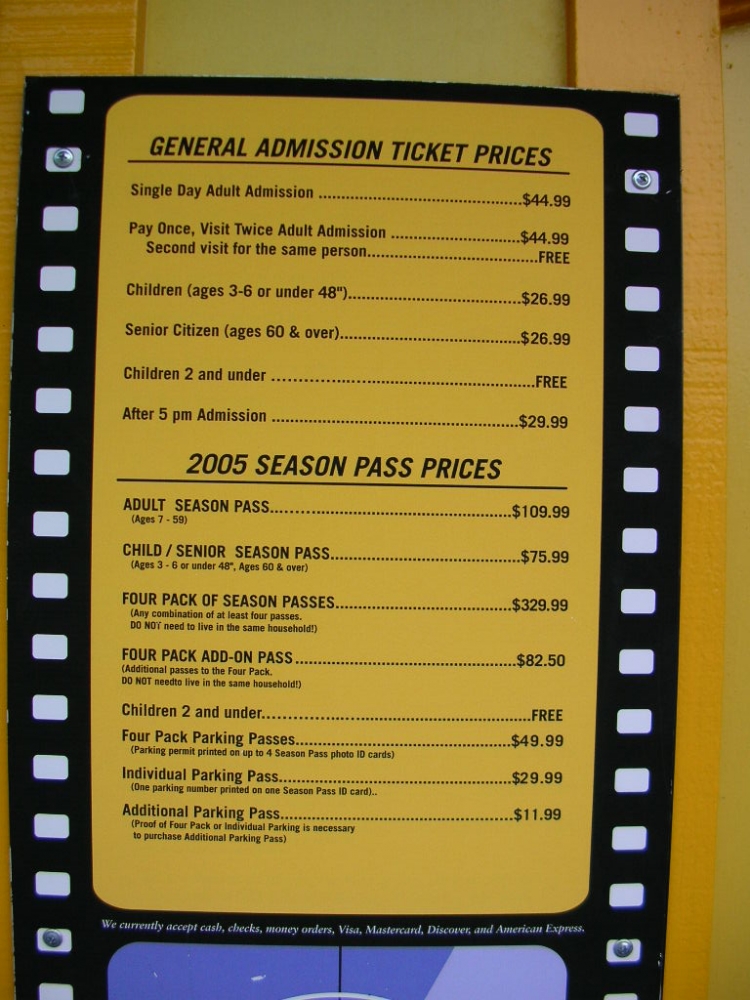 GENERAL ADMISSION TICKET PRICES
Single Day Adult Admission ..................................................$44.99
Pay Once, Visit Twice Adult Admission ................................$44.99
Second visit for the same person..........................................FREE
Children (ages 3-6 or under 48")...........................................$26.99
Senior Citizen (ages 60 & over)............................................$26.99
Children 2 and under .............................................................FREE
After 5 pm Admission ............................................................$29.99
2005 SEASON PASS PRICES
ADULT SEASON PASS..........................................................$109.99
(Ages 7 - 59)
CHILD / SENIOR SEASON PASS.............................................$75.99
(Ages 3 - 6 or under 48", Ages 60 & over)
FOUR PACK OF SEASON PASSES...........................................$329.99
(Any combination of at least four passes.
DO NOT need to live in the same household!)
FOUR PACK ADD-ON PASS .....................................................$82.50
(Additional passes to the Four Pack.
DO NOT needto live in the same household!)
Children 2 and under................................................................FREE
Four Pack Parking Passes.....................................................$49.99
(Parking permit printed on up to 4 Season Pass photo ID cards)
Individual Parking Pass.........................................................$29.99
(One parking number printed on one Season Pass ID card)..
Additional Parking Pass........................................................$11.99
(Proof of Four Pack or Individual Parking is necessary
to purchase Additional Parking Pass)
We currently accept cash, checks, money orders, Visa, Mastercard, Discover, and American Express.